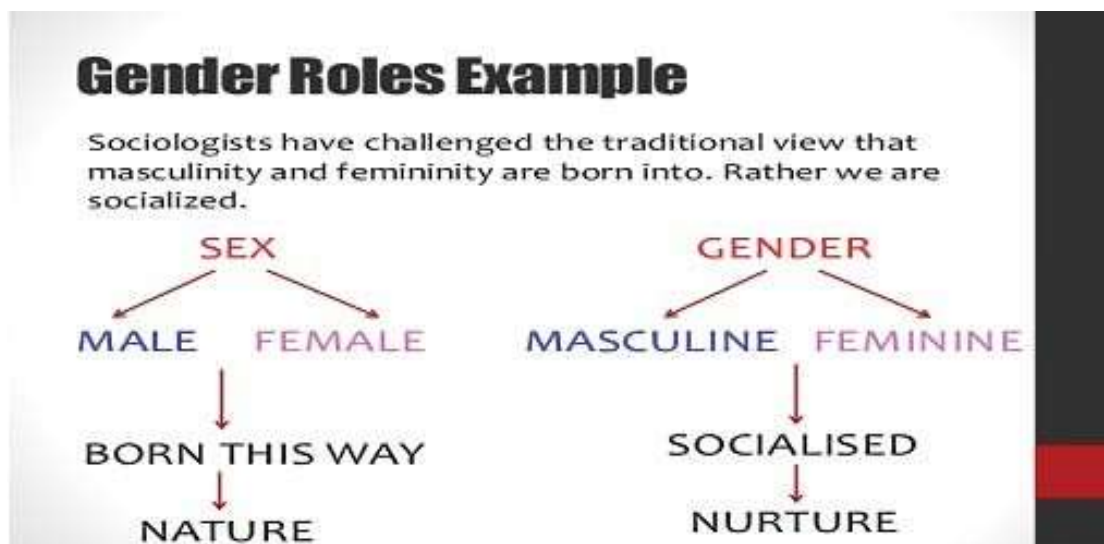 Gender Roles Example
Sociologists have challenged the traditional view that
masculinity and femininity are born into. Rather we are
socialized.
SEX
MALE FEMALE
BORN THIS WAY
NATURE
GENDER
MASCULINE FEMININE
SOCIALISED
NURTURE